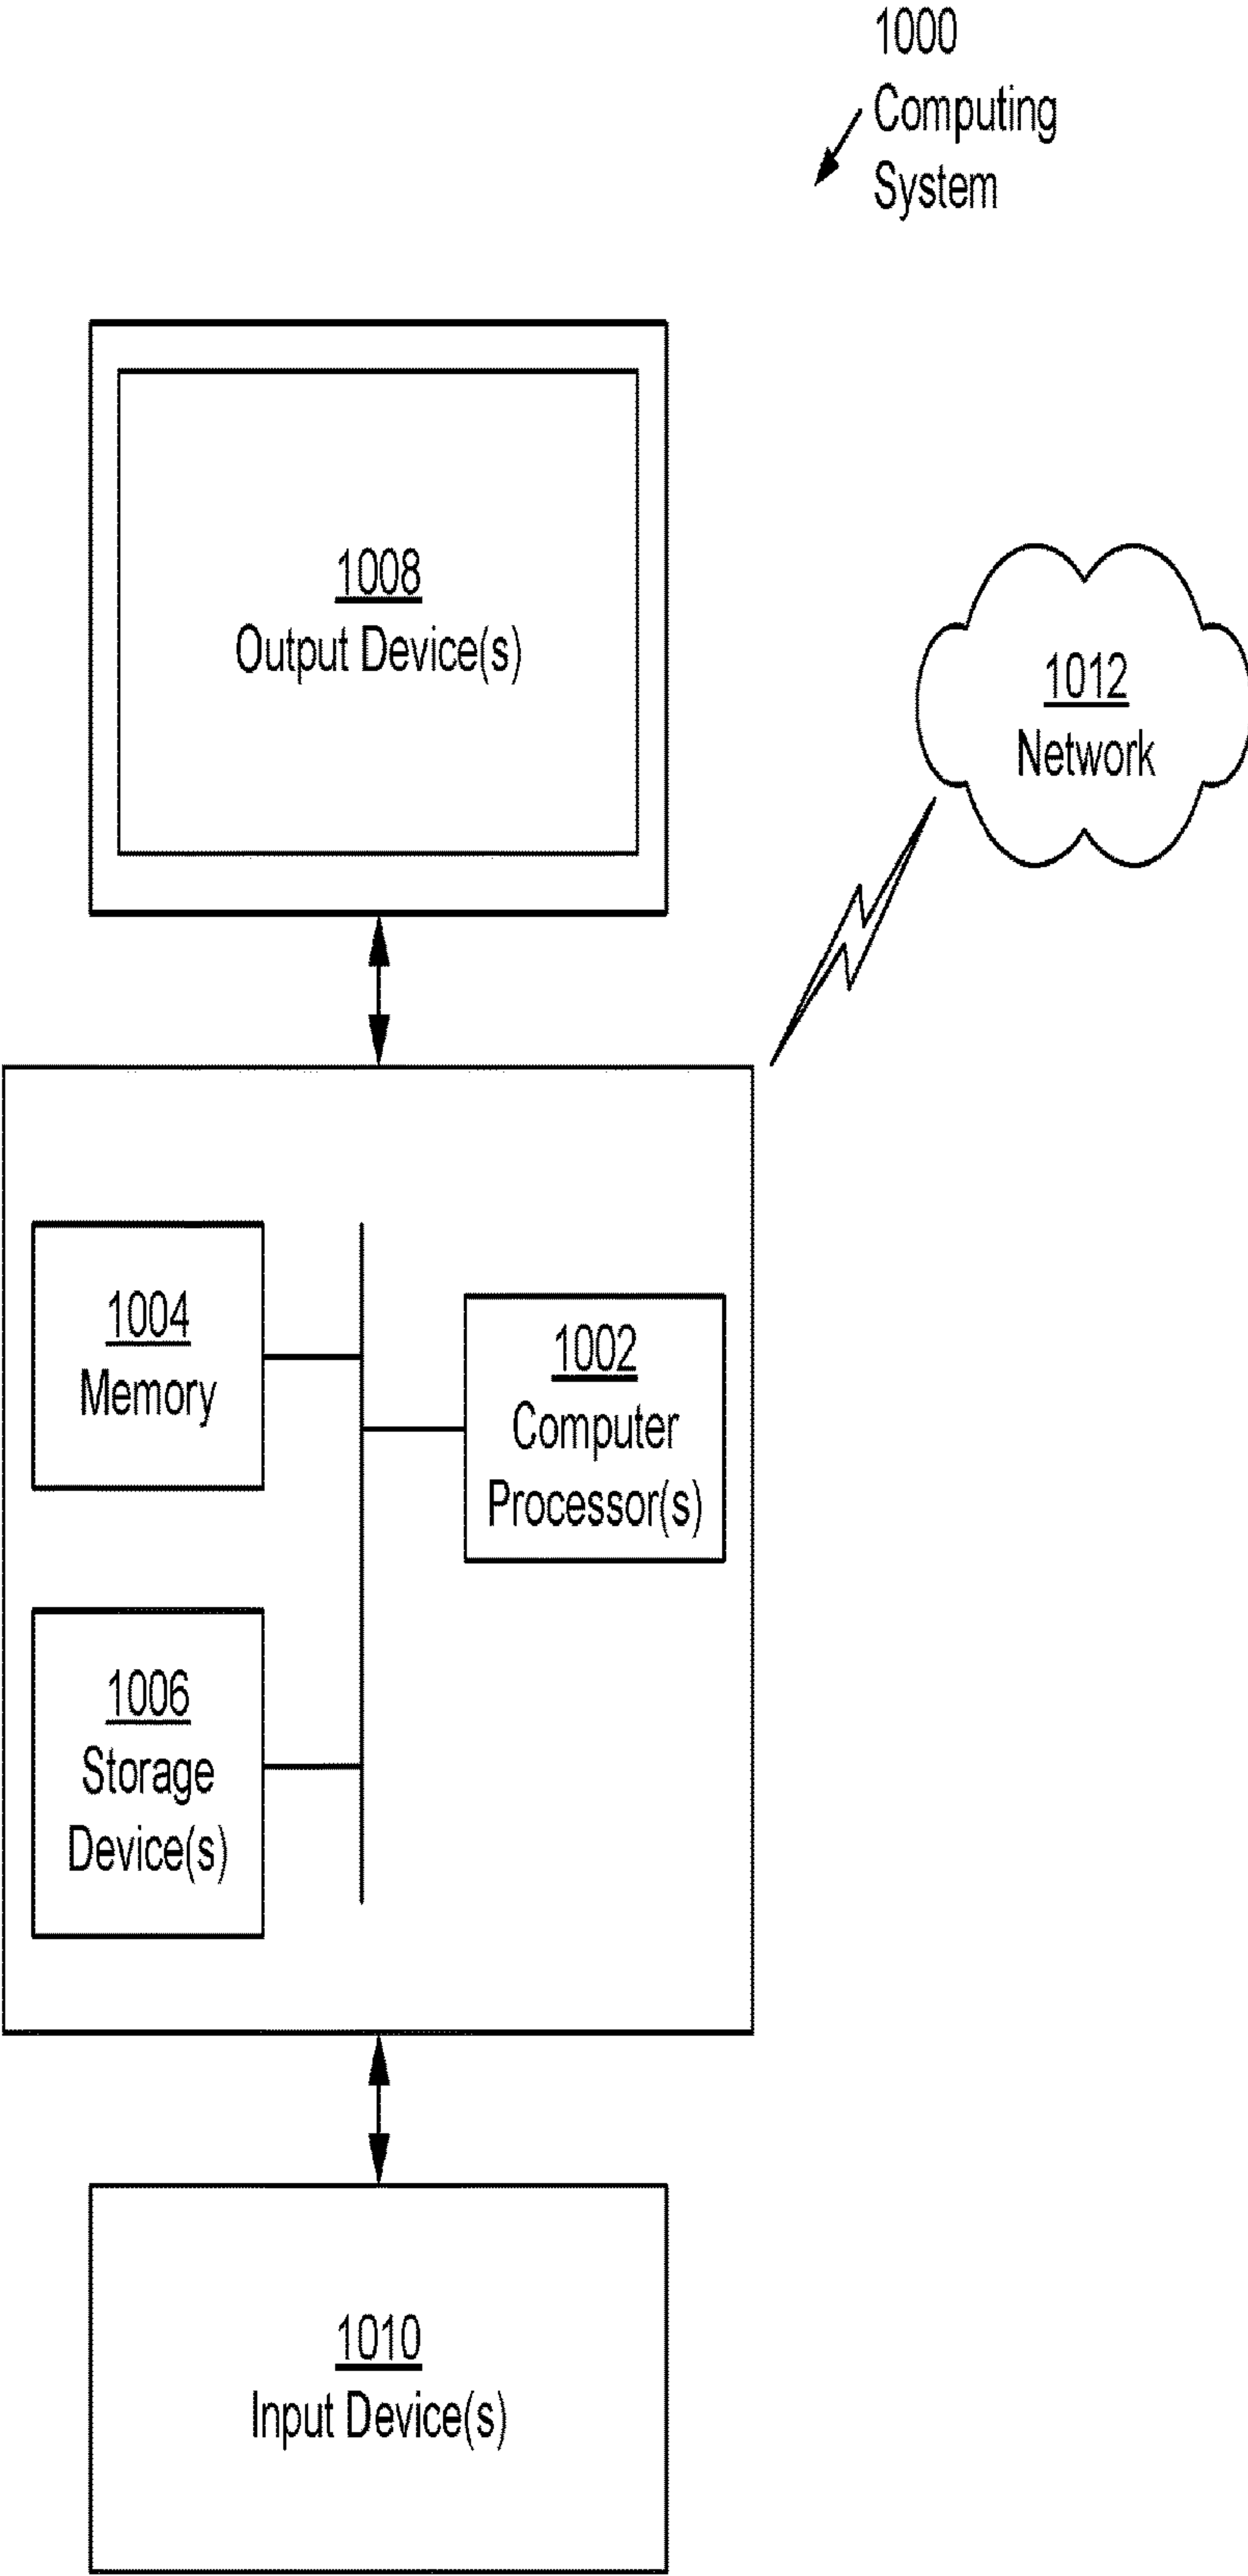 1000
Computing
System
1008
Output Device(s)
1012
Network
1004
Memory
1002
Computer
Processor(s)
1006
Storage
Device(s)
1010
Input Device(s)